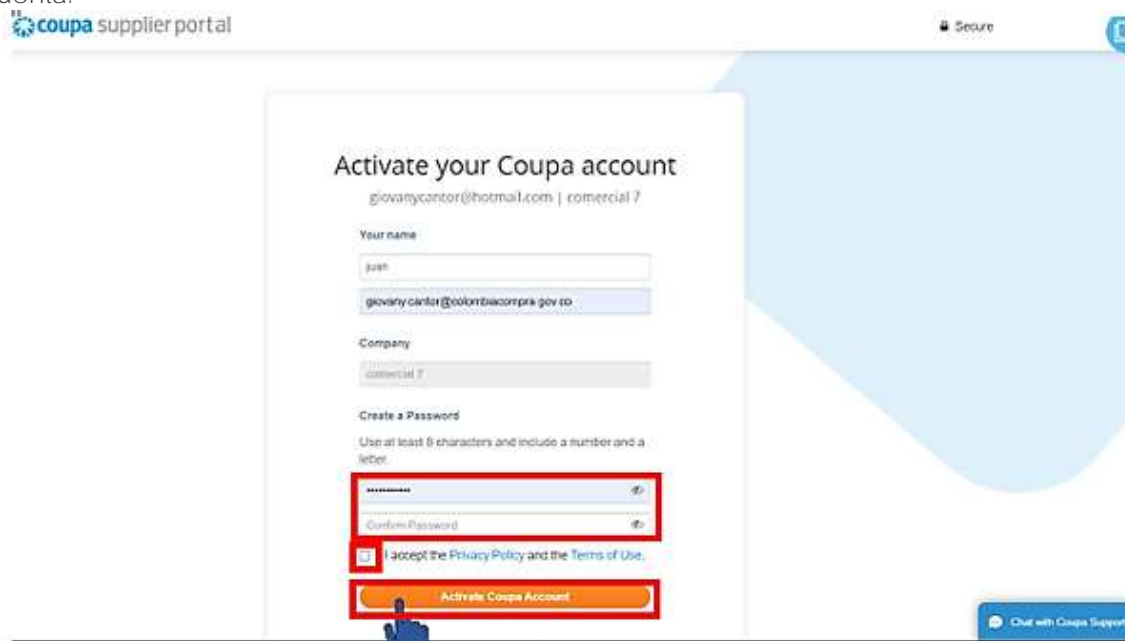 coupa supplier portal
Secure
Activate your Coupa account
giovanycantor@hotmail.com | comercial 7
Your name
juan
giovany.cantor@colombiacompra.gov.co
Company
comercial 7
Create a Password
Use at least 8 characters and include a number and a
letter.
••••••••••••
Confirm Password
I accept the Privacy Policy and the Terms of Use.
Activate Coupa Account
Chat with Coupa Support